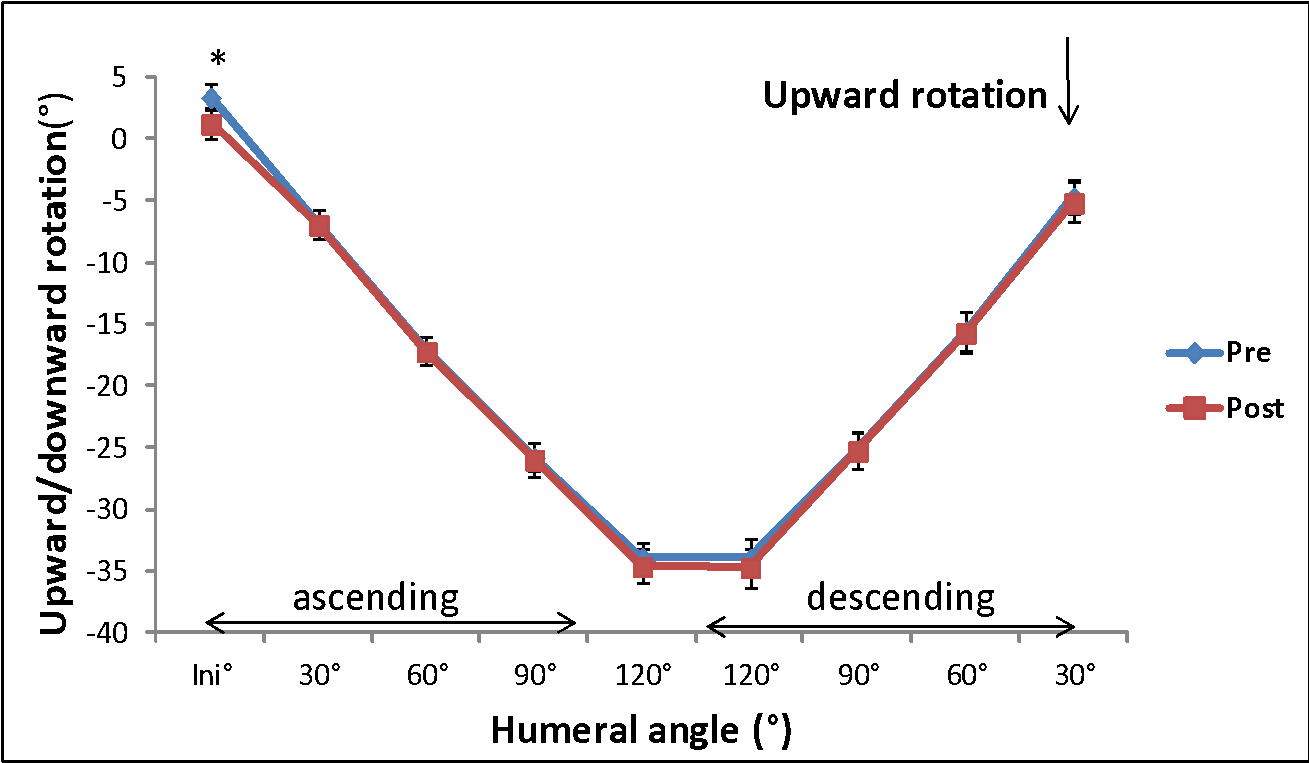 *
5
0
-5
-10
-15
-20
-25
-30
-35
-40
Upward/downward rotation(°)
Upward rotation
Pre
Post
ascending
descending
Ini° 30° 60° 90° 120° 120° 90° 60° 30°
Humeral angle (°)